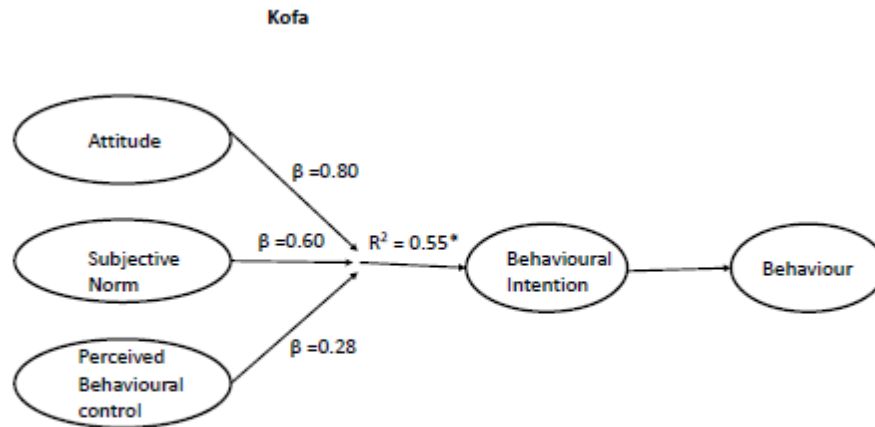 Kofa
Attitude
β =0.80
Subjective
Norm
β =0.60
R² = 0.55*
Behavioural
Intention
Behaviour
Perceived
Behavioural
control
β =0.28